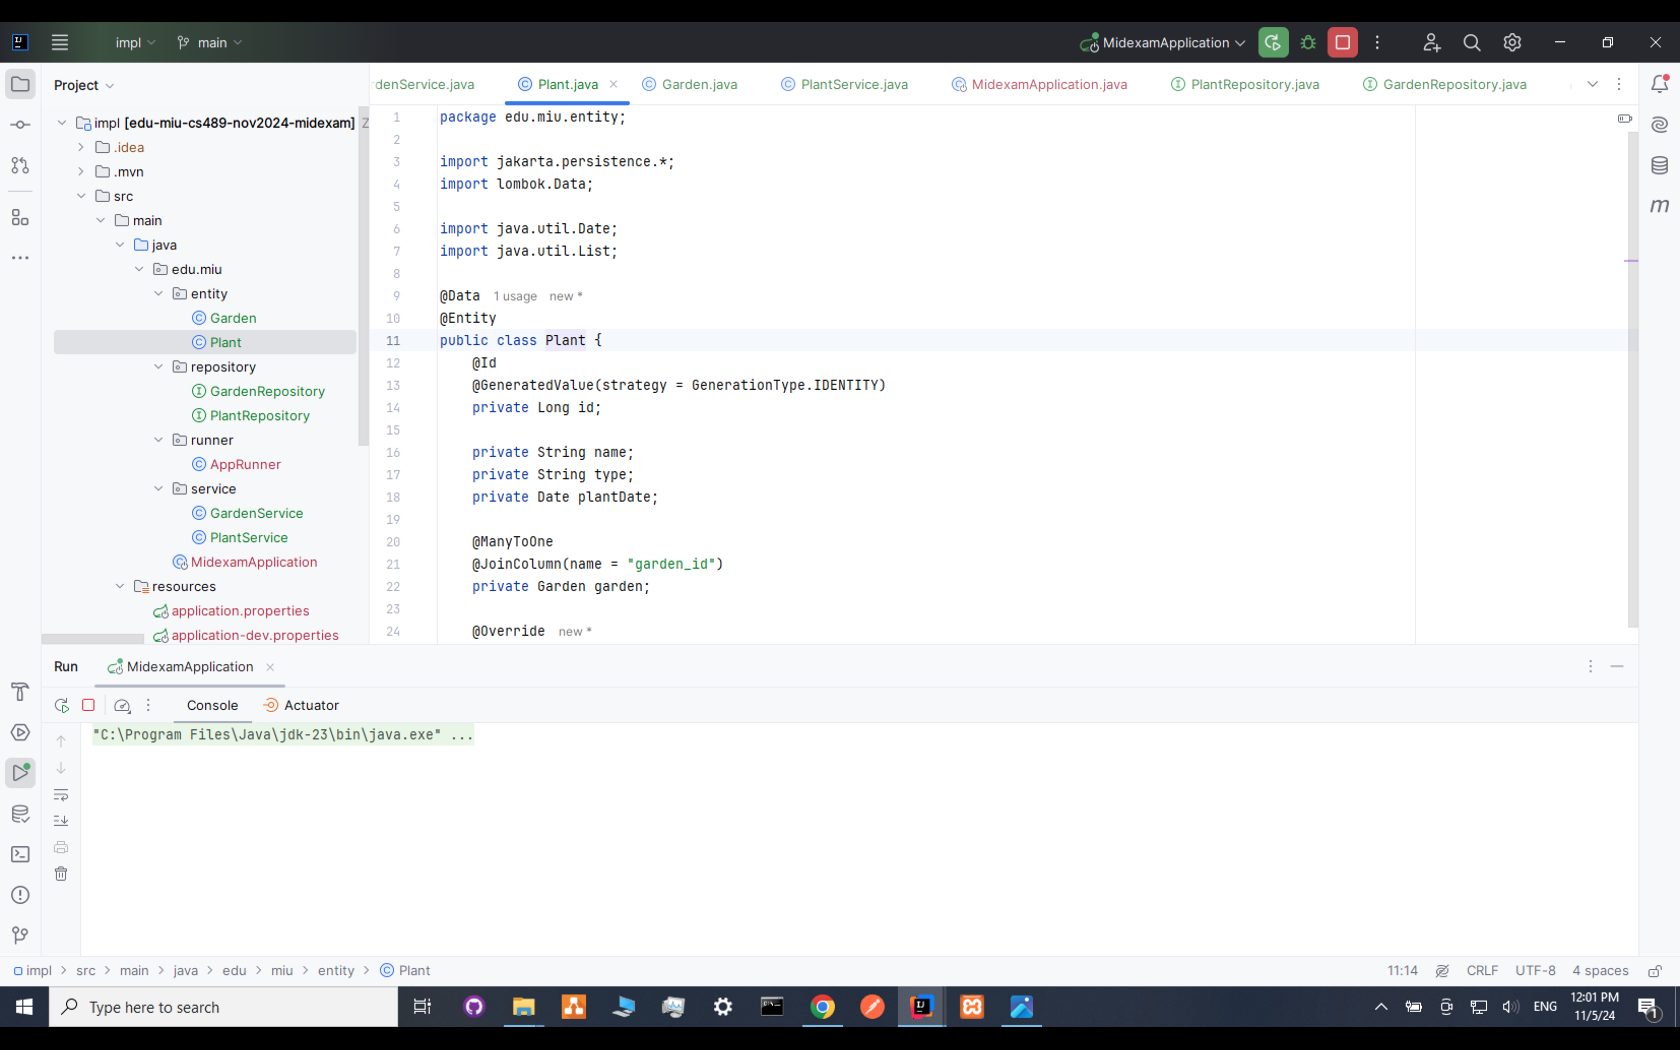 impl
main
MidexamApplication
Project
rdenService.java
Plant.java
Garden.java
PlantService.java
MidexamApplication.java
PlantRepository.java
GardenRepository.java
impl [edu-miu-cs489-nov2024-midexam] Z
.idea
.mvn
src
main
java
edu.miu
entity
Garden
Plant
repository
GardenRepository
PlantRepository
runner
AppRunner
service
GardenService
PlantService
MidexamApplication
resources
application.properties
application-dev.properties
1 package edu.miu.entity;
2
3 import jakarta.persistence.*;
4 import lombok.Data;
5
6 import java.util.Date;
7 import java.util.List;
8
9 @Data 1 usage new *
10 @Entity
11 public class Plant {
12 @Id
13 @GeneratedValue(strategy = GenerationType.IDENTITY)
14 private Long id;
15
16 private String name;
17 private String type;
18 private Date plantDate;
19
20 @ManyToOne
21 @JoinColumn(name = "garden_id")
22 private Garden garden;
23
24 @Override new *
m
Run MidexamApplication
Console Actuator
"C:\Program Files\Java\jdk-23\bin\java.exe" ...
impl > src > main > java > edu > miu > entity > Plant
11:14 CRLF UTF-8 4 spaces
Type here to search
ENG
12:01 PM
11/5/24
1